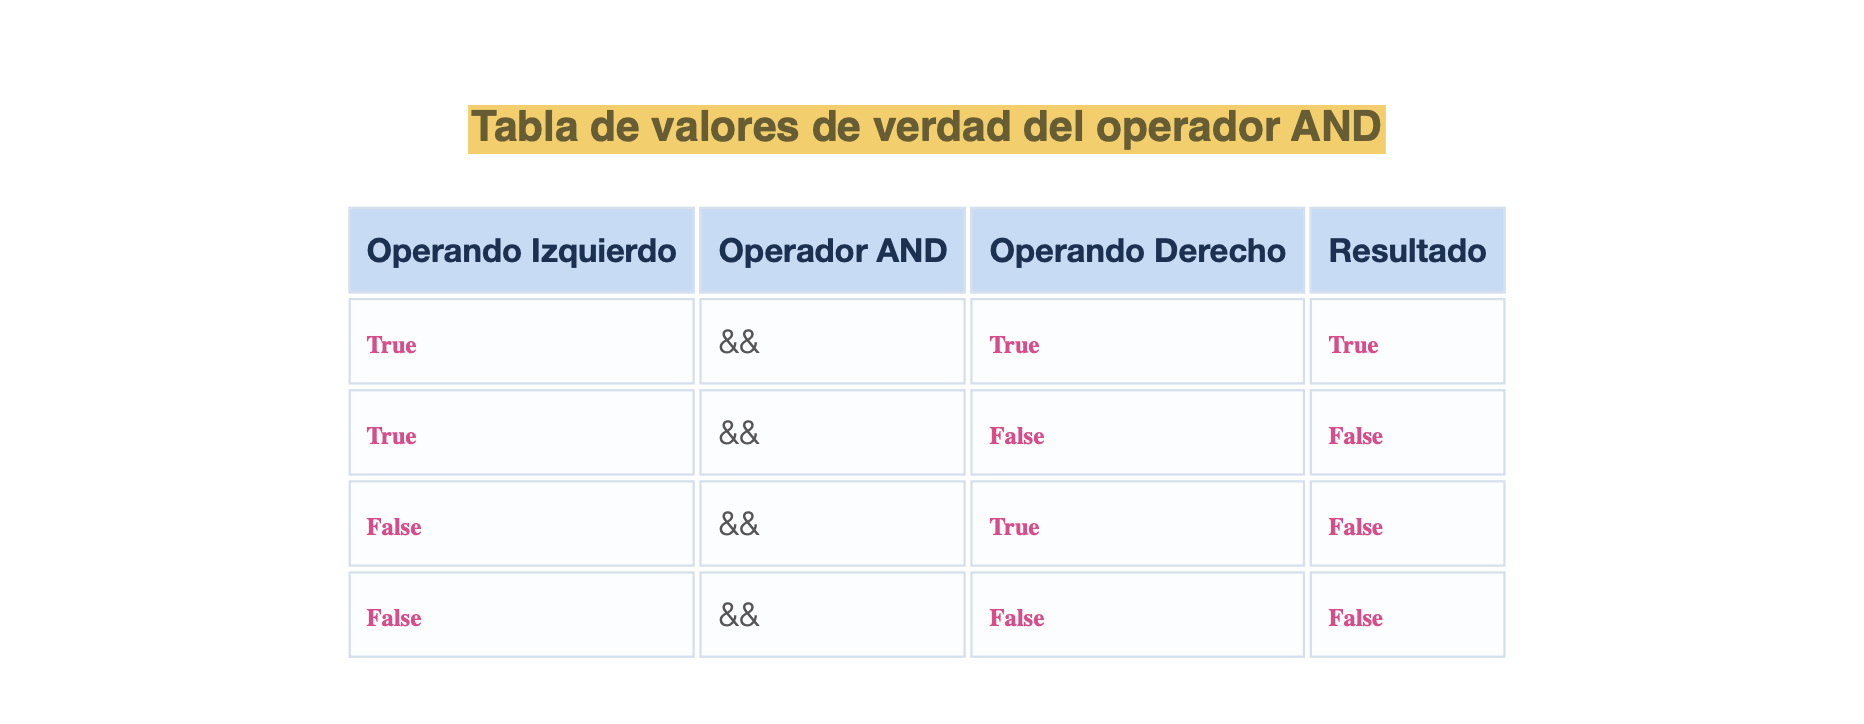 Tabla de valores de verdad del operador AND
Operando Izquierdo Operador AND Operando Derecho Resultado
True && True True
True && False False
False && True False
False && False False